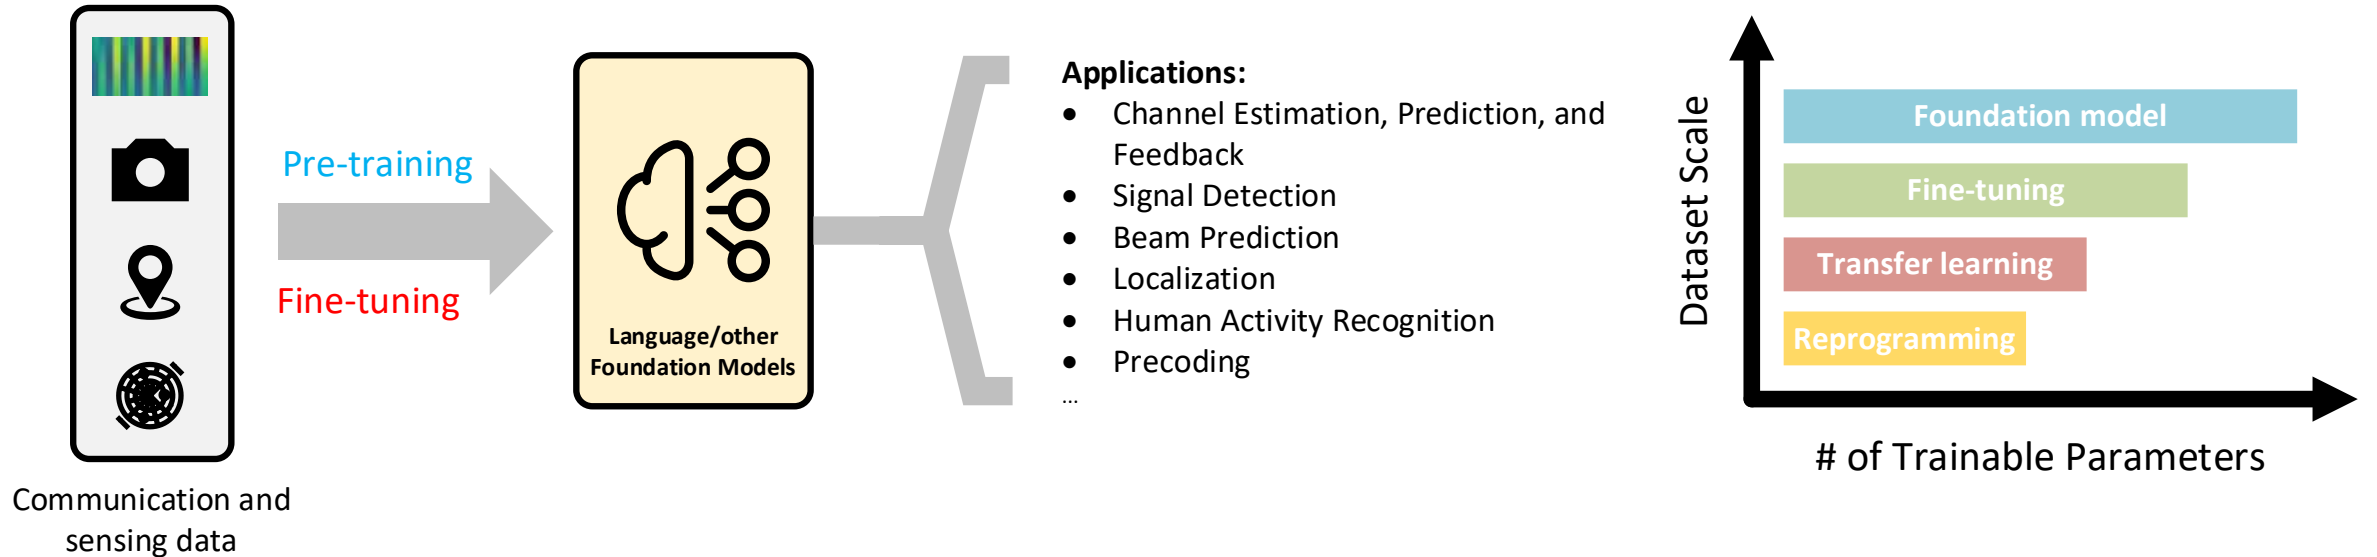 Communication and
sensing data
Pre-training
Fine-tuning
Language/other
Foundation Models
Applications:
• Channel Estimation, Prediction, and
Feedback
• Signal Detection
• Beam Prediction
• Localization
• Human Activity Recognition
• Precoding
...
Dataset Scale
Foundation model
Fine-tuning
Transfer learning
Reprogramming
# of Trainable Parameters